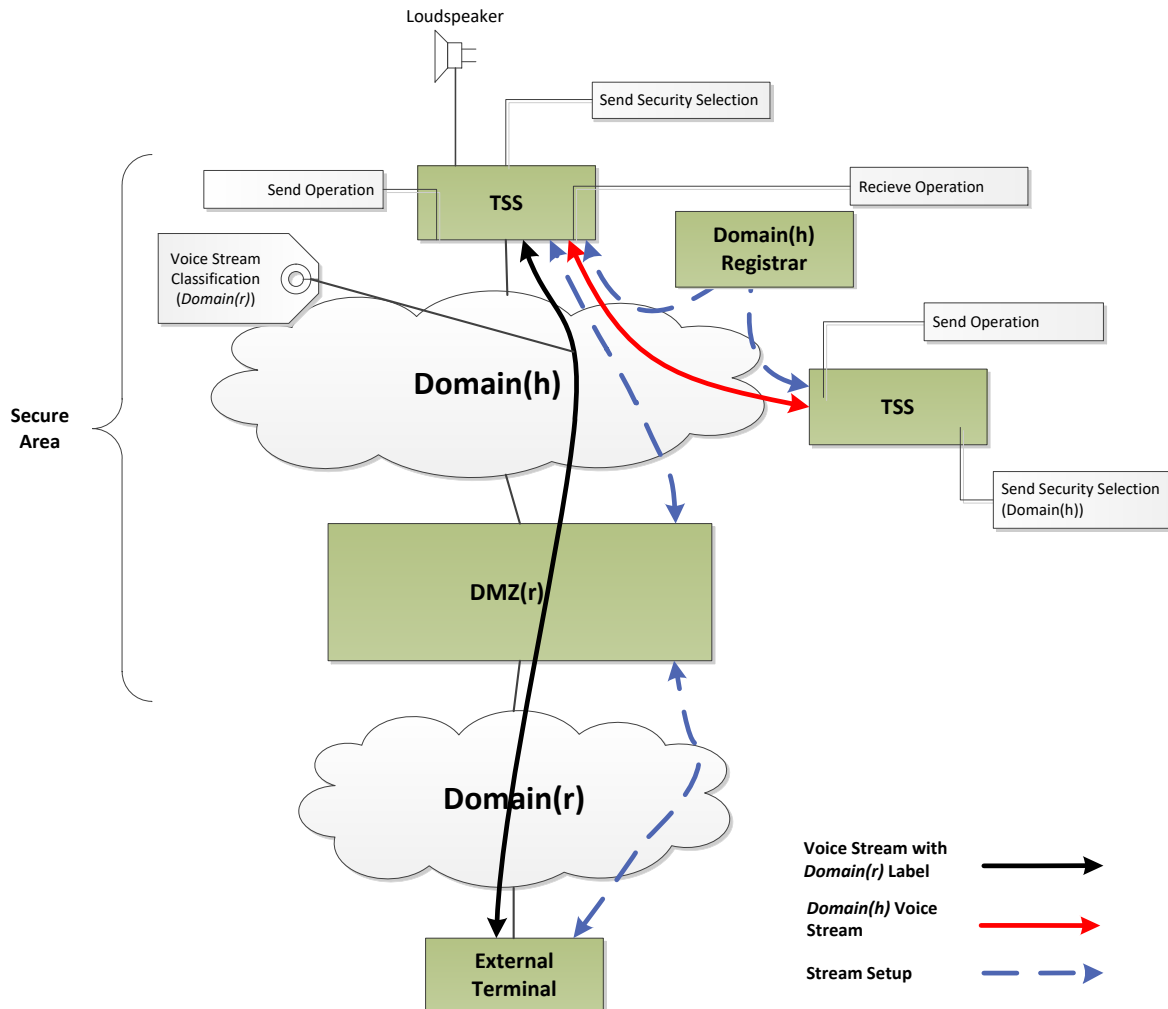 Loudspeaker
Send Security Selection
Send Operation
TSS
Recieve Operation
Voice Stream
Classification
(Domain(r))
Domain(h)
Registrar
Send Operation
Domain(h)
TSS
Secure
Area
Send Security Selection
(Domain(h))
DMZ(r)
Domain(r)
Voice Stream with
Domain(r) Label
Domain(h) Voice
Stream
Stream Setup
External
Terminal